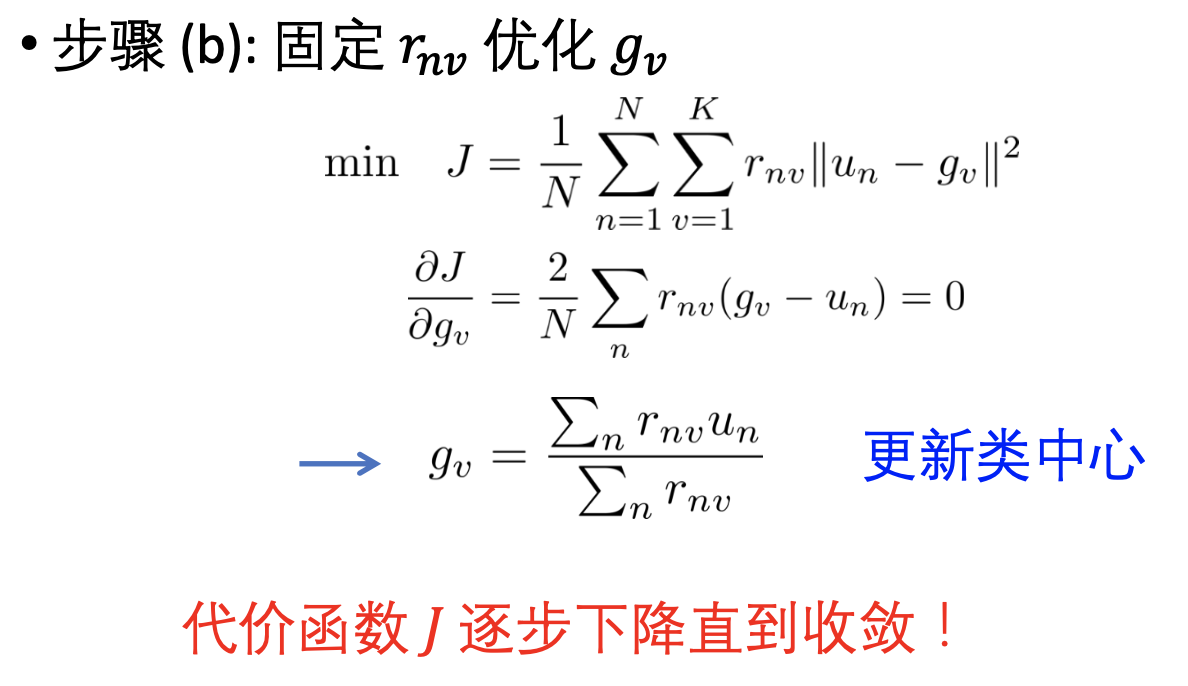 • 步骤 (b): 固定 r_{nv} 优化 g_v
min J = \frac{1}{N} \sum_{n=1}^{N} \sum_{v=1}^{K} r_{nv} \|u_n - g_v\|^2
\frac{\partial J}{\partial g_v} = \frac{2}{N} \sum_{n} r_{nv}(g_v - u_n) = 0
→ g_v = \frac{\sum_n r_{nv} u_n}{\sum_n r_{nv}} 更新类中心
代价函数 J 逐步下降直到收敛！